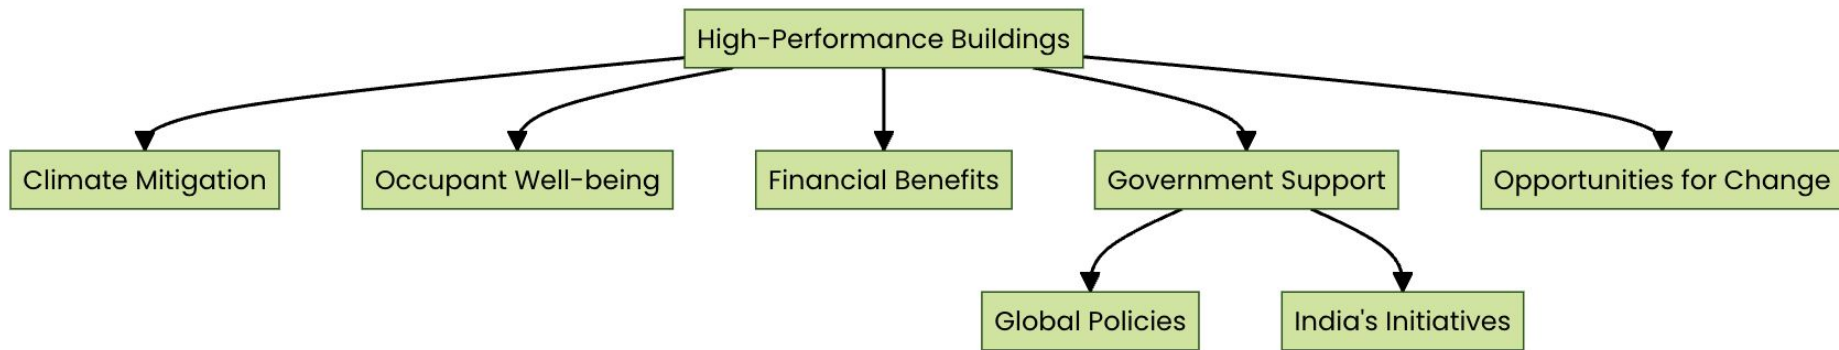 High-Performance Buildings
Climate Mitigation
Occupant Well-being
Financial Benefits
Government Support
Opportunities for Change
Global Policies
India's Initiatives